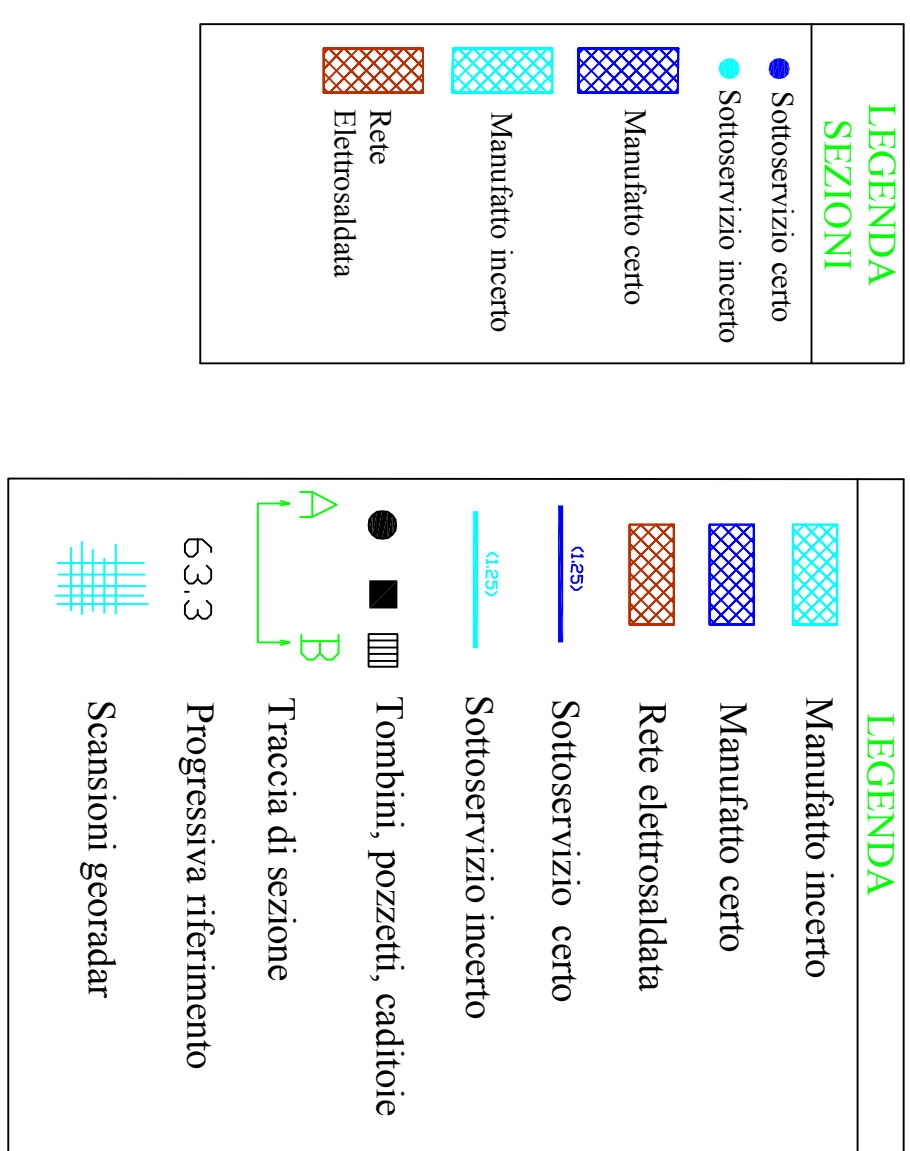 LEGENDA
SEZIONI
Sottoservizio certo
Sottoservizio incerto
Manufatto certo
Manufatto incerto
Rete
Elettrosaldata
LEGENDA
Manufatto incerto
Manufatto certo
Rete elettrosaldata
(1.25) Sottoservizio certo
(1.25) Sottoservizio incerto
Tombini, pozzetti, caditoie
A B Traccia di sezione
63.3 Progressiva riferimento
Scansioni georadar